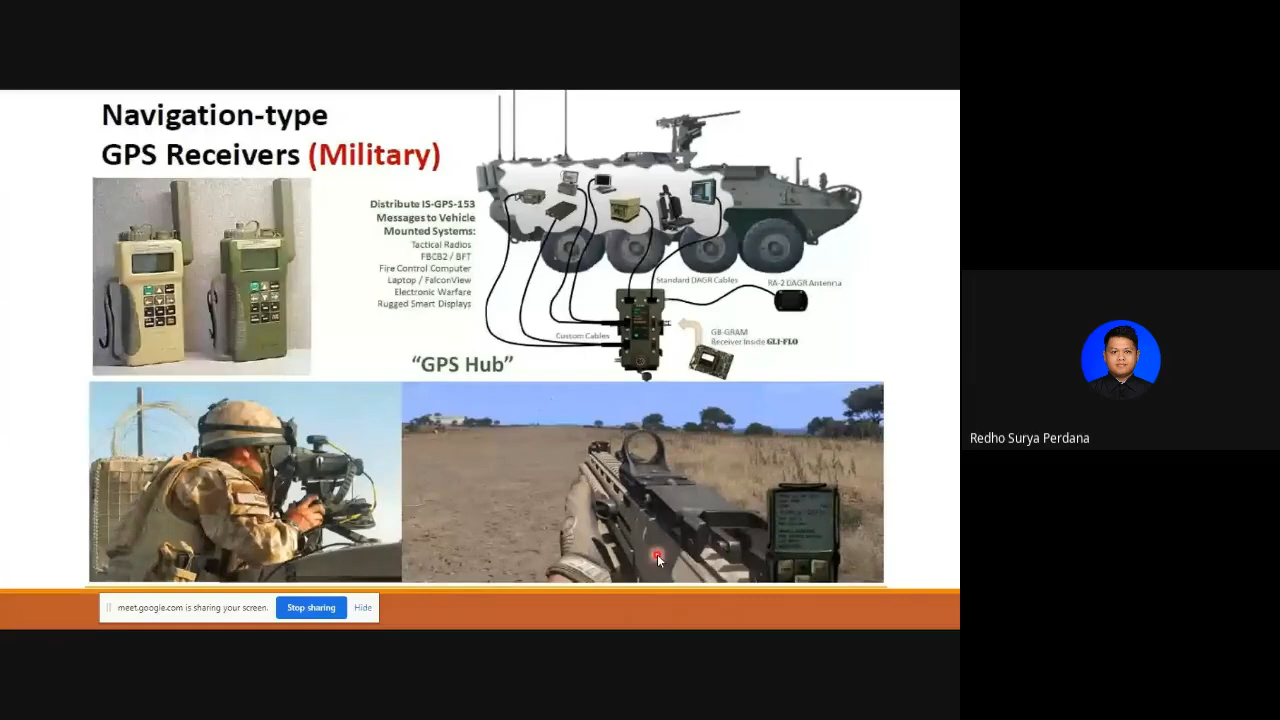 Navigation-type
GPS Receivers (Military)
Distribute IS-GPS-153
Messages to Vehicle
Mounted Systems:
Tactical Radios
FBCB2 / BFT
Fire Control Computer
Laptop / FalconView
Electronic Warfare
Rugged Smart Displays
Standard DAGR Cables
RA-2 DAGR Antenna
Custom Cables
GB-GRAM
Receiver Inside GLI-FLO
"GPS Hub"
meet.google.com is sharing your screen.
Stop sharing
Hide
Redho Surya Perdana